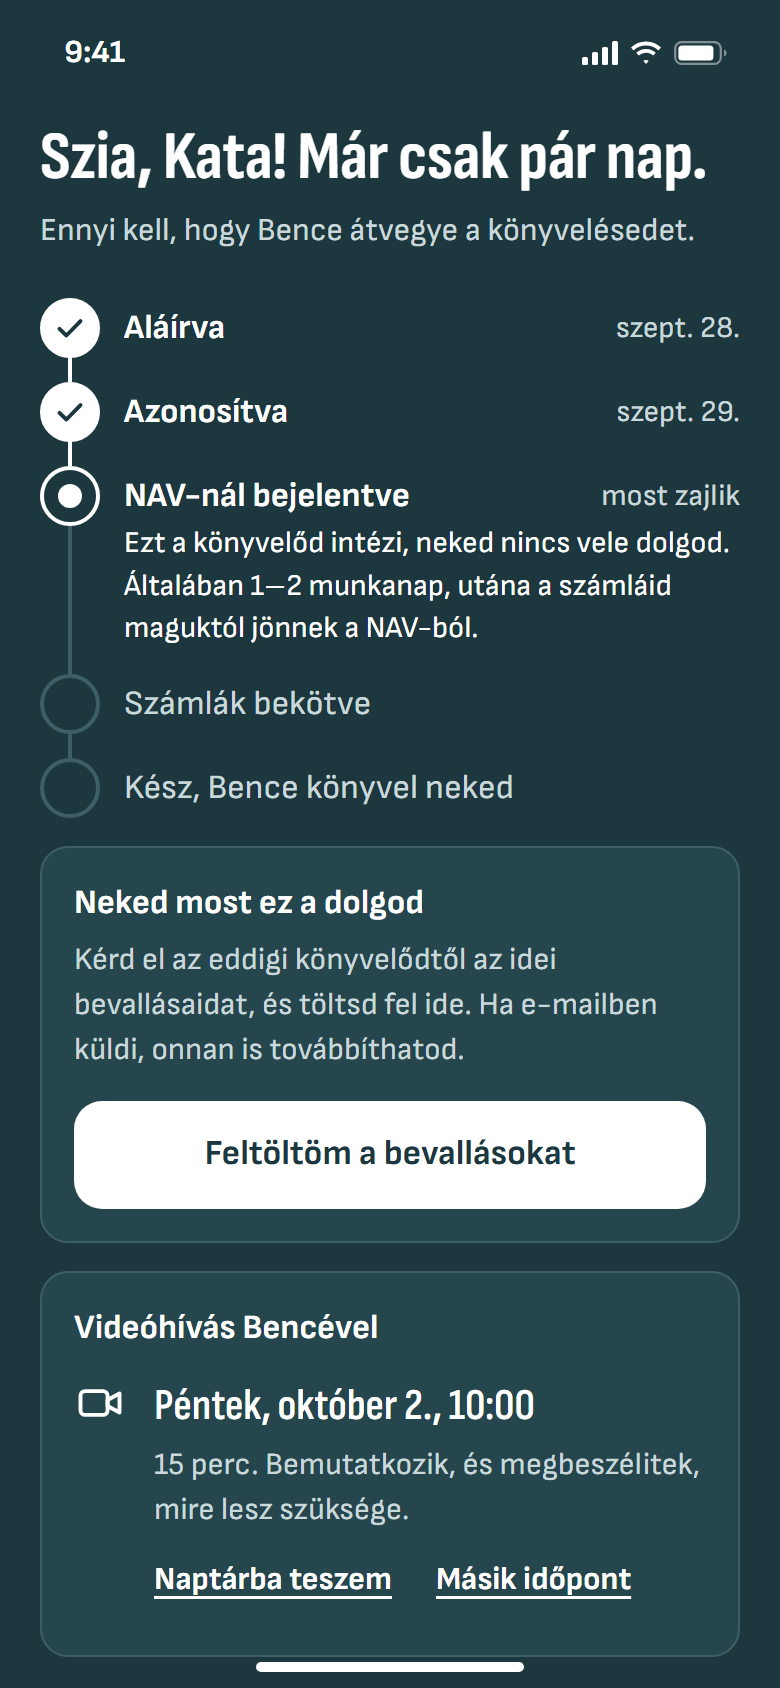 9:41
Szia, Kata! Már csak pár nap.
Ennyi kell, hogy Bence átvegye a könyvelésedet.
Aláírva szept. 28.
Azonosítva szept. 29.
NAV-nál bejelentve most zajlik
Ezt a könyvelőd intézi, neked nincs vele dolgod.
Általában 1–2 munkanap, utána a számláid
maguktól jönnek a NAV-ból.
Számlák bekötve
Kész, Bence könyvel neked
Neked most ez a dolgod
Kérd el az eddigi könyvelődtől az idei
bevallásaidat, és töltsd fel ide. Ha e-mailben
küldi, onnan is továbbíthatod.
Feltöltöm a bevallásokat
Videóhívás Bencével
Péntek, október 2., 10:00
15 perc. Bemutatkozik, és megbeszélitek,
mire lesz szüksége.
Naptárba teszem Másik időpont